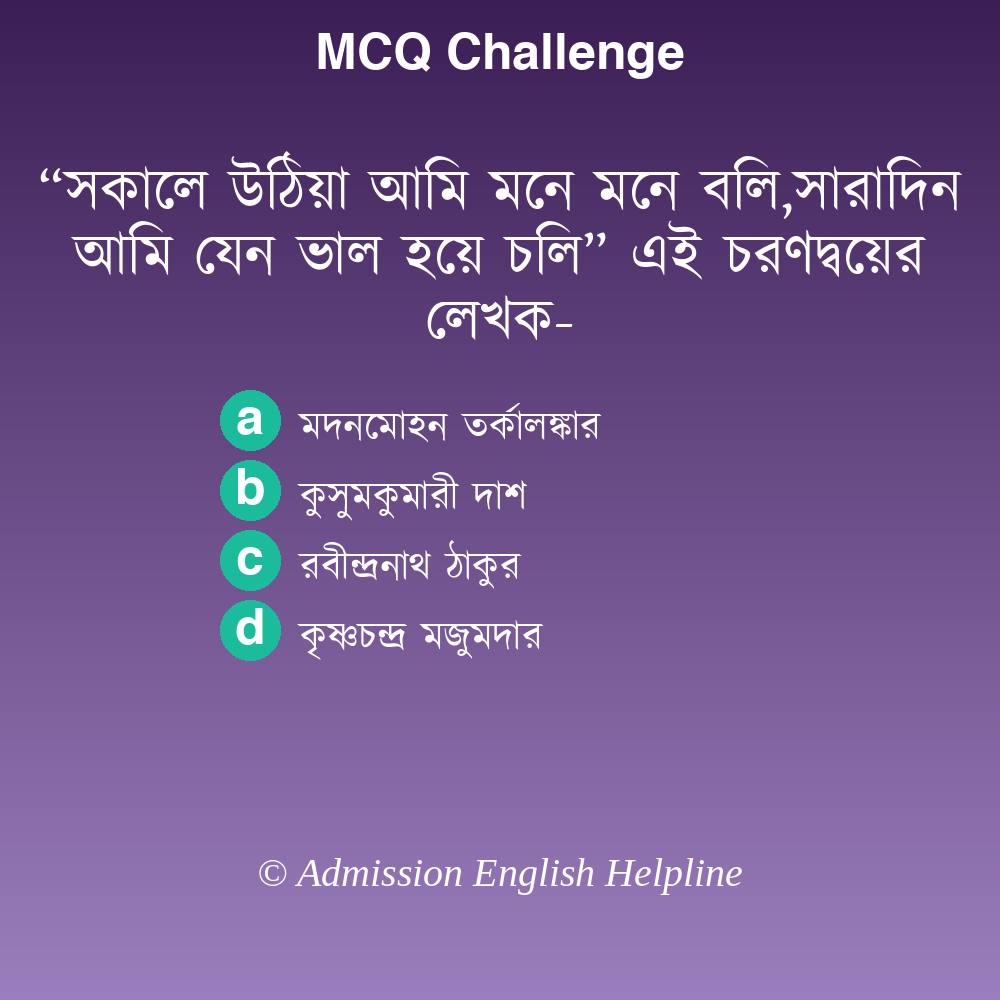 MCQ Challenge
“সকালে উঠিয়া আমি মনে মনে বলি,সারাদিন
আমি যেন ভাল হয়ে চলি” এই চরণদ্বয়ের
লেখক-
a মদনমোহন তর্কালঙ্কার
b কুসুমকুমারী দাশ
c রবীন্দ্রনাথ ঠাকুর
d কৃষ্ণচন্দ্র মজুমদার
© Admission English Helpline